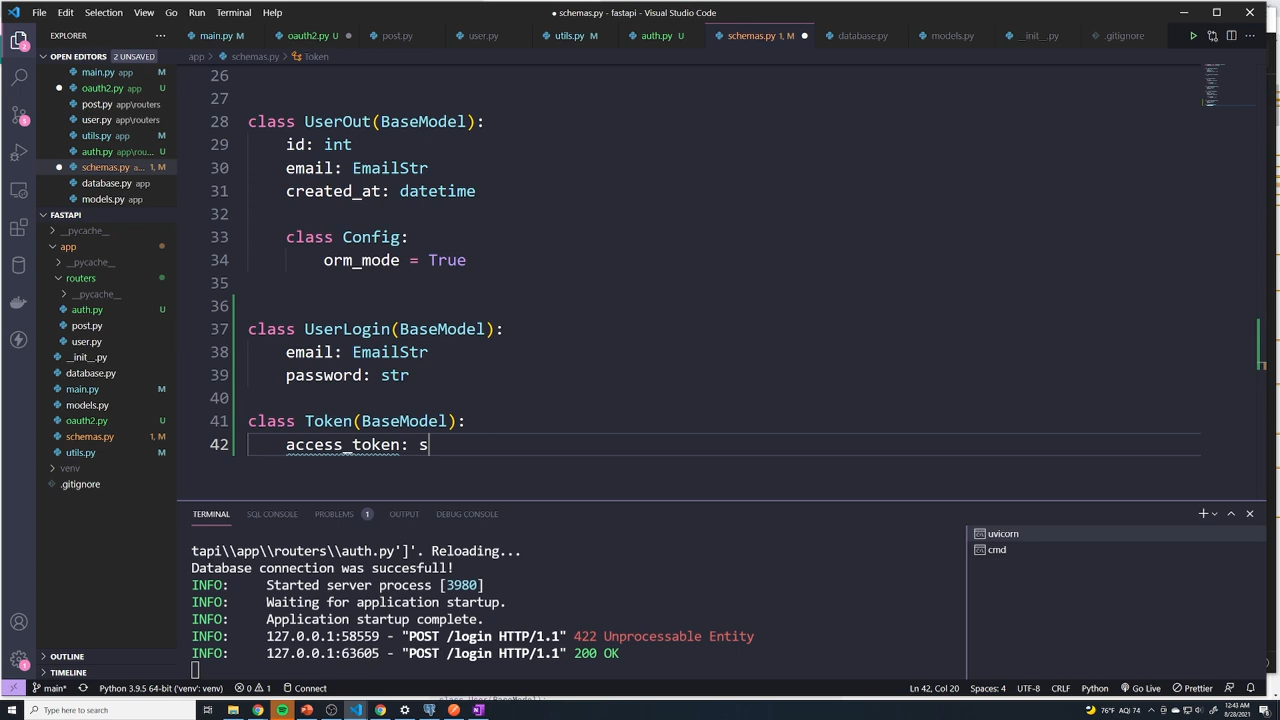 File Edit Selection View Go Run Terminal Help
● schemas.py - fastapi - Visual Studio Code
EXPLORER
main.py M
oauth2.py U
post.py
user.py
utils.py M
auth.py U
schemas.py 1, M
database.py
models.py
__init__.py
.gitignore
OPEN EDITORS 2 UNSAVED
main.py app M
oauth2.py app U
post.py app\routers
user.py app\routers
utils.py app M
auth.py app\rou... U
schemas.py a... 1, M
database.py app
models.py app
FASTAPI
__pycache__
app
__pycache__
routers
__pycache__
auth.py U
post.py
user.py
__init__.py
database.py
main.py M
models.py
oauth2.py U
schemas.py 1, M
utils.py M
venv
.gitignore
OUTLINE
TIMELINE
app > schemas.py > Token
26
27
28 class UserOut(BaseModel):
29 id: int
30 email: EmailStr
31 created_at: datetime
32
33 class Config:
34 orm_mode = True
35
36
37 class UserLogin(BaseModel):
38 email: EmailStr
39 password: str
40
41 class Token(BaseModel):
42 access_token: s
TERMINAL SQL CONSOLE PROBLEMS 1 OUTPUT DEBUG CONSOLE
tapi\\app\\routers\\auth.py']'. Reloading...
Database connection was succesfull!
INFO: Started server process [3980]
INFO: Waiting for application startup.
INFO: Application startup complete.
INFO: 127.0.0.1:58559 - "POST /login HTTP/1.1" 422 Unprocessable Entity
INFO: 127.0.0.1:63605 - "POST /login HTTP/1.1" 200 OK
uvicorn
cmd
main* Python 3.9.5 64-bit ('venv': venv) 0 1 Connect
Ln 42, Col 20 Spaces: 4 UTF-8 CRLF Python Go Live Prettier
Type here to search
76°F AQI 74
12:43 AM
8/28/2021